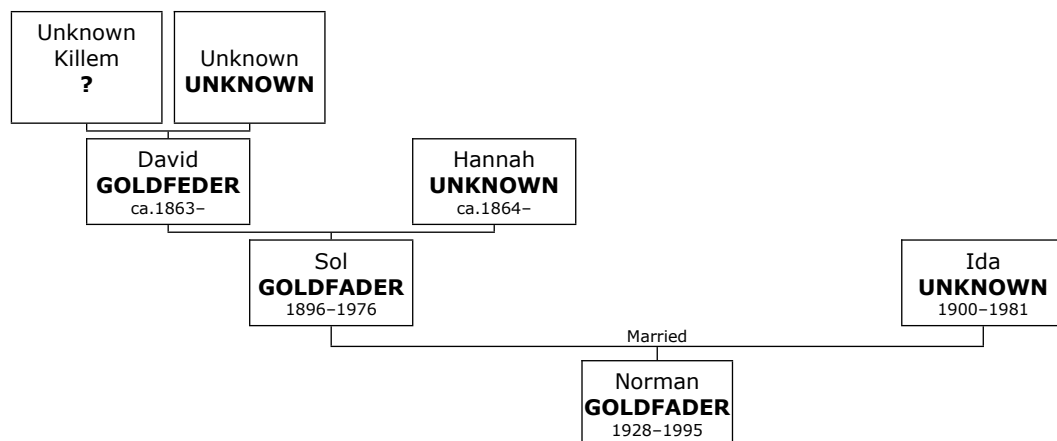 Unknown
Killem
?
Unknown
UNKNOWN
David
GOLDFEDER
ca.1863–
Hannah
UNKNOWN
ca.1864–
Sol
GOLDFADER
1896–1976
Ida
UNKNOWN
1900–1981
Married
Norman
GOLDFADER
1928–1995